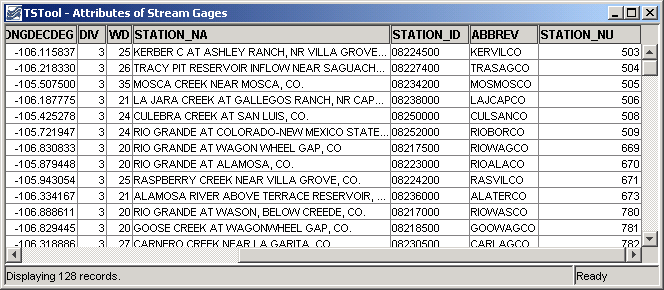 TSTool - Attributes of Stream Gages
ONGDECDEG DIV WD STATION_NA STATION_ID ABBREV STATION_NU
-106.115837 3 25 KERBER C AT ASHLEY RANCH, NR VILLA GROVE... 08224500 KERVILCO 503
-106.218330 3 26 TRACY PIT RESERVOIR INFLOW NEAR SAGUACH... 08227400 TRASAGCO 504
-105.507500 3 35 MOSCA CREEK NEAR MOSCA, CO. 08234200 MOSMOSCO 505
-106.187775 3 21 LA JARA CREEK AT GALLEGOS RANCH, NR CAP... 08238000 LAJCAPCO 506
-105.425278 3 24 CULEBRA CREEK AT SAN LUIS, CO. 08250000 CULSANCO 508
-105.721947 3 24 RIO GRANDE AT COLORADO-NEW MEXICO STATE... 08252000 RIOBORCO 509
-106.830833 3 20 RIO GRANDE AT WAGON WHEEL GAP, CO 08217500 RIOWAGCO 669
-105.879448 3 20 RIO GRANDE AT ALAMOSA, CO. 08223000 RIOALACO 670
-105.943054 3 25 RASPBERRY CREEK NEAR VILLA GROVE, CO. 08224200 RASVILCO 671
-106.334167 3 21 ALAMOSA RIVER ABOVE TERRACE RESERVOIR, ... 08236000 ALATERCO 673
-106.888611 3 20 RIO GRANDE AT WASON, BELOW CREEDE, CO. 08217000 RIOWASCO 780
-106.829445 3 20 GOOSE CREEK AT WAGONWHEEL GAP, CO. 08218500 GOOWAGCO 781
-106.318886 3 27 CARNERO CREEK NEAR LA GARITA, CO. 08230500 CARLAGCO 782
Displaying 128 records. Ready